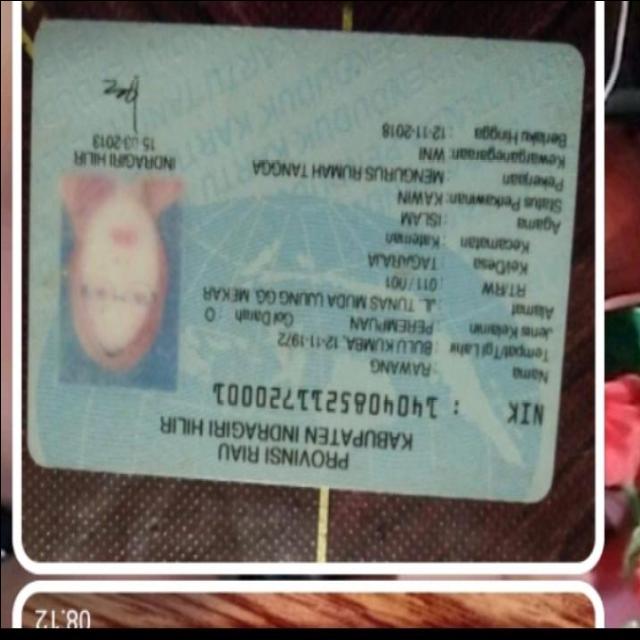 PROVINSI RIAU
KABUPATEN INDRAGIRI HILIR
NIK : 1404085211720001
Nama : RAWANG
Tempat/Tgl Lahir : BULU KUMBA, 12-11-1972
Jenis Kelamin : PEREMPUAN Gol Darah : O
Alamat : JL. TUNAS MUDA UJUNG GG. MEKAR
RT/RW : 011/001
Kel/Desa : TAGARAJA
Kecamatan : Kateman
Agama : ISLAM
Status Perkawinan: KAWIN
Pekerjaan : MENGURUS RUMAH TANGGA
Kewarganegaraan: WNI
Berlaku Hingga : 12-11-2018
INDRAGIRI HILIR
15-03-2013
08.12